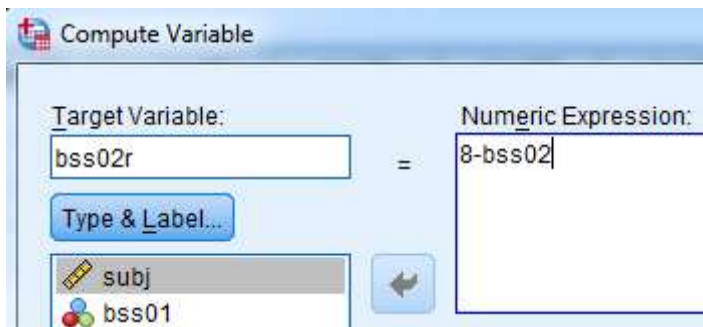 Compute Variable
Target Variable:
Numeric Expression:
bss02r
=
8-bss02
Type & Label...
subj
bss01